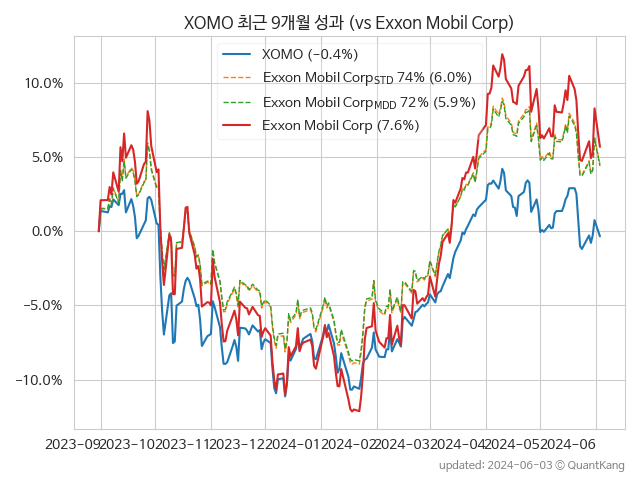 XOMO 최근 9개월 성과 (vs Exxon Mobil Corp)
XOMO (−0.4%)
Exxon Mobil CorpSTD 74% (6.0%)
Exxon Mobil CorpMDD 72% (5.9%)
Exxon Mobil Corp (7.6%)
10.0%
5.0%
0.0%
−5.0%
−10.0%
2023-09 2023-10 2023-11 2023-12 2024-01 2024-02 2024-03 2024-04 2024-05 2024-06
updated: 2024-06-03 © QuantKang